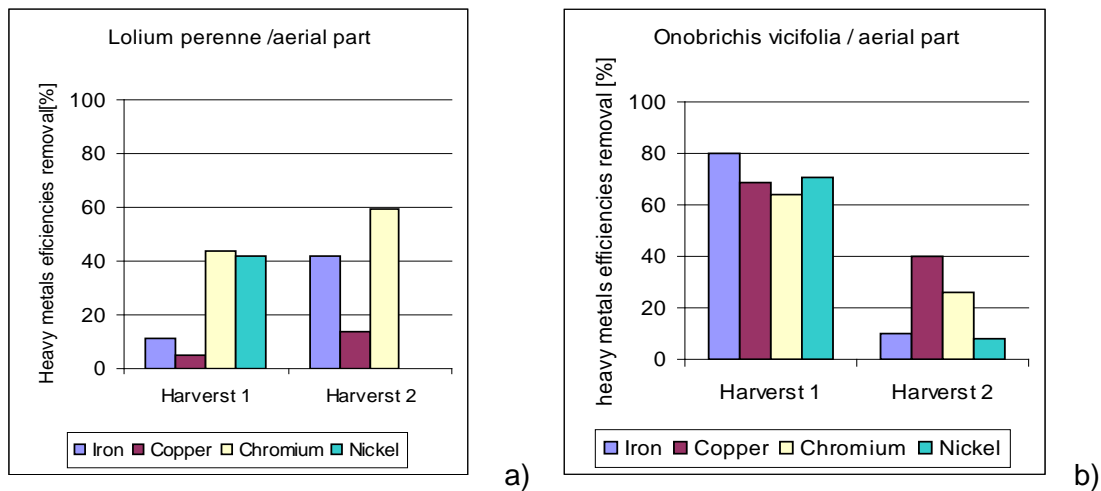 Lolium perenne /aerial part
Heavy metals eficiencies removal[%]
100
80
60
40
20
0
Harverst 1 Harverst 2
Iron Copper Chromium Nickel
a)
Onobrichis vicifolia / aerial part
heavy metals efficiencies removal [%]
100
80
60
40
20
0
Harverst 1 Harverst 2
Iron Copper Chromium Nickel
b)